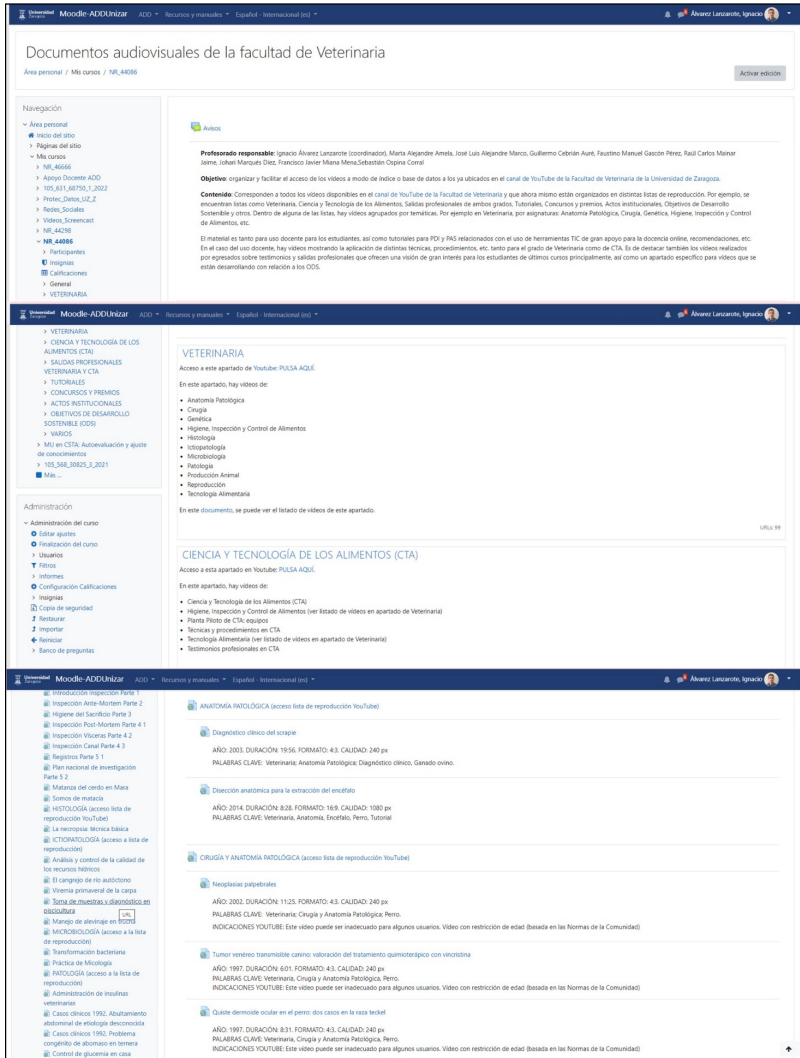 Universidad Zaragoza Moodle-ADDUnizar ADD Recursos y manuales Español - Internacional (es) Álvarez Lanzarote, Ignacio
Documentos audiovisuales de la facultad de Veterinaria
Área personal / Mis cursos / NR_44086
Activar edición
Navegación
Área personal
Inicio del sitio
Páginas del sitio
Mis cursos
NR_46666
Apoyo Docente ADD
105_631_68750_1_2022
Protec_Datos_UZ_Z
Redes_Sociales
Vídeos_Screencast
NR_44298
NR_44086
Participantes
Insignias
Calificaciones
General
VETERINARIA
Avisos
Profesorado responsable: Ignacio Álvarez Lanzarote (coordinador), Marta Alejandre Amela, José Luis Alejandre Marco, Guillermo Cebrián Auré, Faustino Manuel Gascón Pérez, Raúl Carlos Mainar
Jaime, Johari Marqués Diez, Francisco Javier Miana Mena,Sebastián Ospina Corral
Objetivo: organizar y facilitar el acceso de los vídeos a modo de índice o base de datos a los ya ubicados en el canal de YouTube de la Facultad de Veterinaria de la Universidad de Zaragoza.
Contenido: Corresponden a todos los vídeos disponibles en el canal de YouTube de la Facultad de Veterinaria y que ahora mismo están organizados en distintas listas de reproducción. Por ejemplo, se
encuentran listas como Veterinaria, Ciencia y Tecnología de los Alimentos, Salidas profesionales de ambos grados, Tutoriales, Concursos y premios, Actos institucionales, Objetivos de Desarrollo
Sostenible y otros. Dentro de alguna de las listas, hay vídeos agrupados por temáticas. Por ejemplo en Veterinaria, por asignaturas: Anatomía Patológica, Cirugía, Genética, Higiene, Inspección y Control
de Alimentos, etc.
El material es tanto para uso docente para los estudiantes, así como tutoriales para PDI y PAS relacionados con el uso de herramientas TIC de gran apoyo para la docencia online, recomendaciones, etc.
En el caso del uso docente, hay vídeos mostrando la aplicación de distintas técnicas, procedimientos, etc. tanto para el grado de Veterinaria como de CTA. Es de destacar también los vídeos realizados
por egresados sobre testimonios y salidas profesionales que ofrecen una visión de gran interés para los estudiantes de últimos cursos principalmente, así como un apartado específico para vídeos que se
están desarrollando con relación a los ODS.
Universidad Zaragoza Moodle-ADDUnizar ADD Recursos y manuales Español - Internacional (es) Álvarez Lanzarote, Ignacio
VETERINARIA
CIENCIA Y TECNOLOGÍA DE LOS
ALIMENTOS (CTA)
SALIDAS PROFESIONALES
VETERINARIA Y CTA
TUTORIALES
CONCURSOS Y PREMIOS
ACTOS INSTITUCIONALES
OBJETIVOS DE DESARROLLO
SOSTENIBLE (ODS)
VARIOS
MU en CSTA: Autoevaluación y ajuste
de conocimientos
105_568_30825_3_2021
Más ...
Administración
Administración del curso
Editar ajustes
Finalización del curso
Usuarios
Filtros
Informes
Configuración Calificaciones
Insignias
Copia de seguridad
Restaurar
Importar
Reiniciar
Banco de preguntas
VETERINARIA
Acceso a este apartado de Youtube: PULSA AQUÍ.
En este apartado, hay vídeos de:
Anatomía Patológica
Cirugía
Genética
Higiene, Inspección y Control de Alimentos
Histología
Ictiopatología
Microbiología
Patología
Producción Animal
Reproducción
Tecnología Alimentaria
En este documento, se puede ver el listado de vídeos de este apartado.
URLs: 99
CIENCIA Y TECNOLOGÍA DE LOS ALIMENTOS (CTA)
Acceso a esta apartado en Youtube: PULSA AQUÍ.
En este apartado, hay vídeos de:
Ciencia y Tecnología de los Alimentos (CTA)
Higiene, Inspección y Control de Alimentos (ver listado de vídeos en apartado de Veterinaria)
Planta Piloto de CTA: equipos
Técnicas y procedimientos en CTA
Tecnología Alimentaria (ver listado de vídeos en apartado de Veterinaria)
Testimonios profesionales en CTA
Universidad Zaragoza Moodle-ADDUnizar ADD Recursos y manuales Español - Internacional (es) Álvarez Lanzarote, Ignacio
Introducción Inspección Parte 1
Inspección Ante-Mortem Parte 2
Higiene del Sacrificio Parte 3
Inspección Post-Mortem Parte 4 1
Inspección Vísceras Parte 4 2
Inspección Canal Parte 4 3
Registros Parte 5 1
Plan nacional de investigación
Parte 5 2
Matanza del cerdo en Mara
Somos de matacía
HISTOLOGÍA (acceso lista de
reproducción YouTube)
La necropsia: técnica básica
ICTIOPATOLOGÍA (acceso a lista de
reproducción)
Análisis y control de la calidad de
los recursos hídricos
El cangrejo de río autóctono
Viremia primaveral de la carpa
Toma de muestras y diagnóstico en
piscicultura
URL
Manejo de alevinaje en trucha
MICROBIOLOGÍA (acceso a la lista
de reproducción)
Transformación bacteriana
Práctica de Micología
PATOLOGÍA (acceso a la lista de
reproducción)
Administración de insulinas
veterinarias
Casos clínicos 1992. Abultamiento
abdominal de etiología desconocida
Casos clínicos 1992. Problema
congénito de abomaso en ternera
Control de glucemia en casa
ANATOMÍA PATOLÓGICA (acceso lista de reproducción YouTube)
Diagnóstico clínico del scrapie
AÑO: 2003. DURACIÓN: 19:56. FORMATO: 4:3. CALIDAD: 240 px
PALABRAS CLAVE: Veterinaria; Anatomía Patológica; Diagnóstico clínico, Ganado ovino.
Disección anatómica para la extracción del encéfalo
AÑO: 2014. DURACIÓN: 8:28. FORMATO: 16:9. CALIDAD: 1080 px
PALABRAS CLAVE: Veterinaria, Anatomía, Encéfalo, Perro, Tutorial
CIRUGÍA Y ANATOMÍA PATOLÓGICA (acceso lista de reproducción YouTube)
Neoplasias palpebrales
AÑO: 2002. DURACIÓN: 11:25. FORMATO: 4:3. CALIDAD: 240 px
PALABRAS CLAVE: Veterinaria; Cirugía y Anatomía Patológica; Perro.
INDICACIONES YOUTUBE: Este vídeo puede ser inadecuado para algunos usuarios. Vídeo con restricción de edad (basada en las Normas de la Comunidad)
Tumor venéreo transmisible canino: valoración del tratamiento quimioterápico con vincristina
AÑO: 1997. DURACIÓN: 6:01. FORMATO: 4:3. CALIDAD: 240 px
PALABRAS CLAVE: Veterinaria, Cirugía y Anatomía Patológica, Perro.
INDICACIONES YOUTUBE: Este vídeo puede ser inadecuado para algunos usuarios. Vídeo con restricción de edad (basada en las Normas de la Comunidad)
Quiste dermoide ocular en el perro: dos casos en la raza teckel
AÑO: 1997. DURACIÓN: 8:31. FORMATO: 4:3. CALIDAD: 240 px
PALABRAS CLAVE: Veterinaria, Cirugía y Anatomía Patológica, Perro.
INDICACIONES YOUTUBE: Este vídeo puede ser inadecuado para algunos usuarios. Vídeo con restricción de edad (basada en las Normas de la Comunidad)